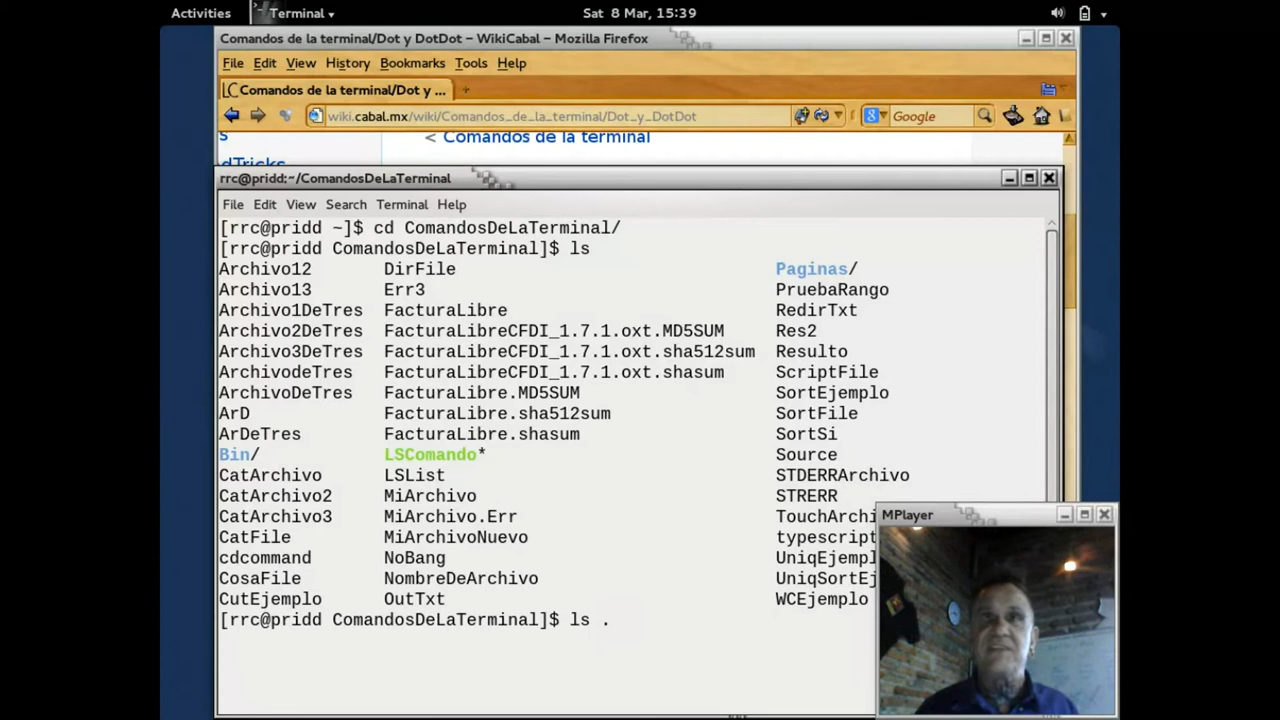 Activities Terminal Sat 8 Mar, 15:39
Comandos de la terminal/Dot y DotDot – WikiCabal – Mozilla Firefox
File Edit View History Bookmarks Tools Help
Comandos de la terminal/Dot y ...
wiki.cabal.mx/wiki/Comandos_de_la_terminal/Dot_y_DotDot Google
< Comandos de la terminal
dTricks
rrc@pridd:~/ComandosDeLaTerminal
File Edit View Search Terminal Help
[rrc@pridd ~]$ cd ComandosDeLaTerminal/
[rrc@pridd ComandosDeLaTerminal]$ ls
Archivo12 DirFile Paginas/
Archivo13 Err3 PruebaRango
Archivo1DeTres FacturaLibre RedirTxt
Archivo2DeTres FacturaLibreCFDI_1.7.1.oxt.MD5SUM Res2
Archivo3DeTres FacturaLibreCFDI_1.7.1.oxt.sha512sum Resulto
ArchivodeTres FacturaLibreCFDI_1.7.1.oxt.shasum ScriptFile
ArchivoDeTres FacturaLibre.MD5SUM SortEjemplo
ArD FacturaLibre.sha512sum SortFile
ArDeTres FacturaLibre.shasum SortSi
Bin/ LSComando* Source
CatArchivo LSList STDERRArchivo
CatArchivo2 MiArchivo STRERR
CatArchivo3 MiArchivo.Err TouchArchi
CatFile MiArchivoNuevo typescript
cdcommand NoBang UniqEjempl
CosaFile NombreDeArchivo UniqSortEj
CutEjemplo OutTxt WCEjemplo
[rrc@pridd ComandosDeLaTerminal]$ ls .
MPlayer